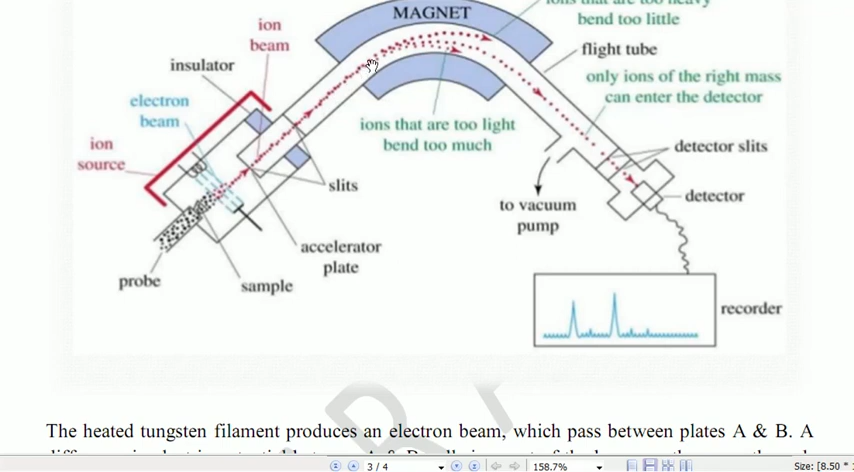 MAGNET
bend too little
flight tube
only ions of the right mass
can enter the detector
ion
beam
insulator
electron
beam
ion
source
ions that are too light
bend too much
detector slits
slits
to vacuum
pump
detector
accelerator
plate
probe
sample
recorder
The heated tungsten filament produces an electron beam, which pass between plates A & B. A
3 / 4
158.7%
Size: [8.50 *